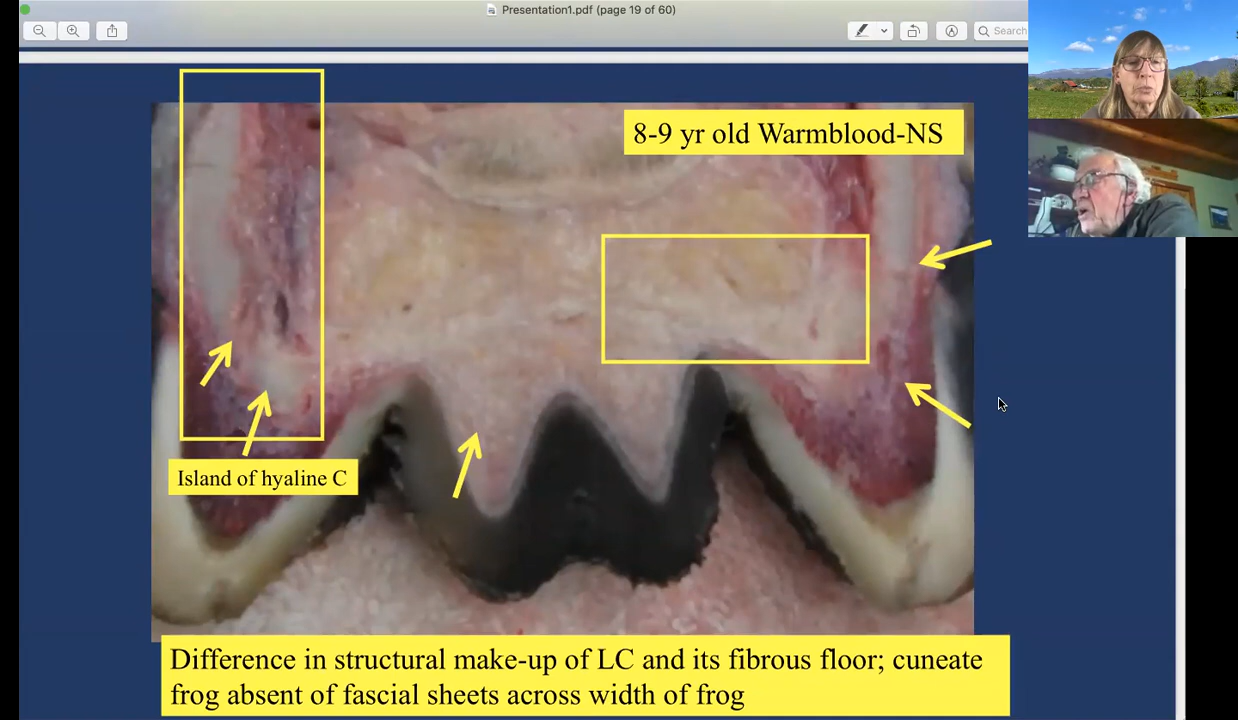 Presentation1.pdf (page 19 of 60)
Search
8-9 yr old Warmblood-NS
Island of hyaline C
Difference in structural make-up of LC and its fibrous floor; cuneate
frog absent of fascial sheets across width of frog